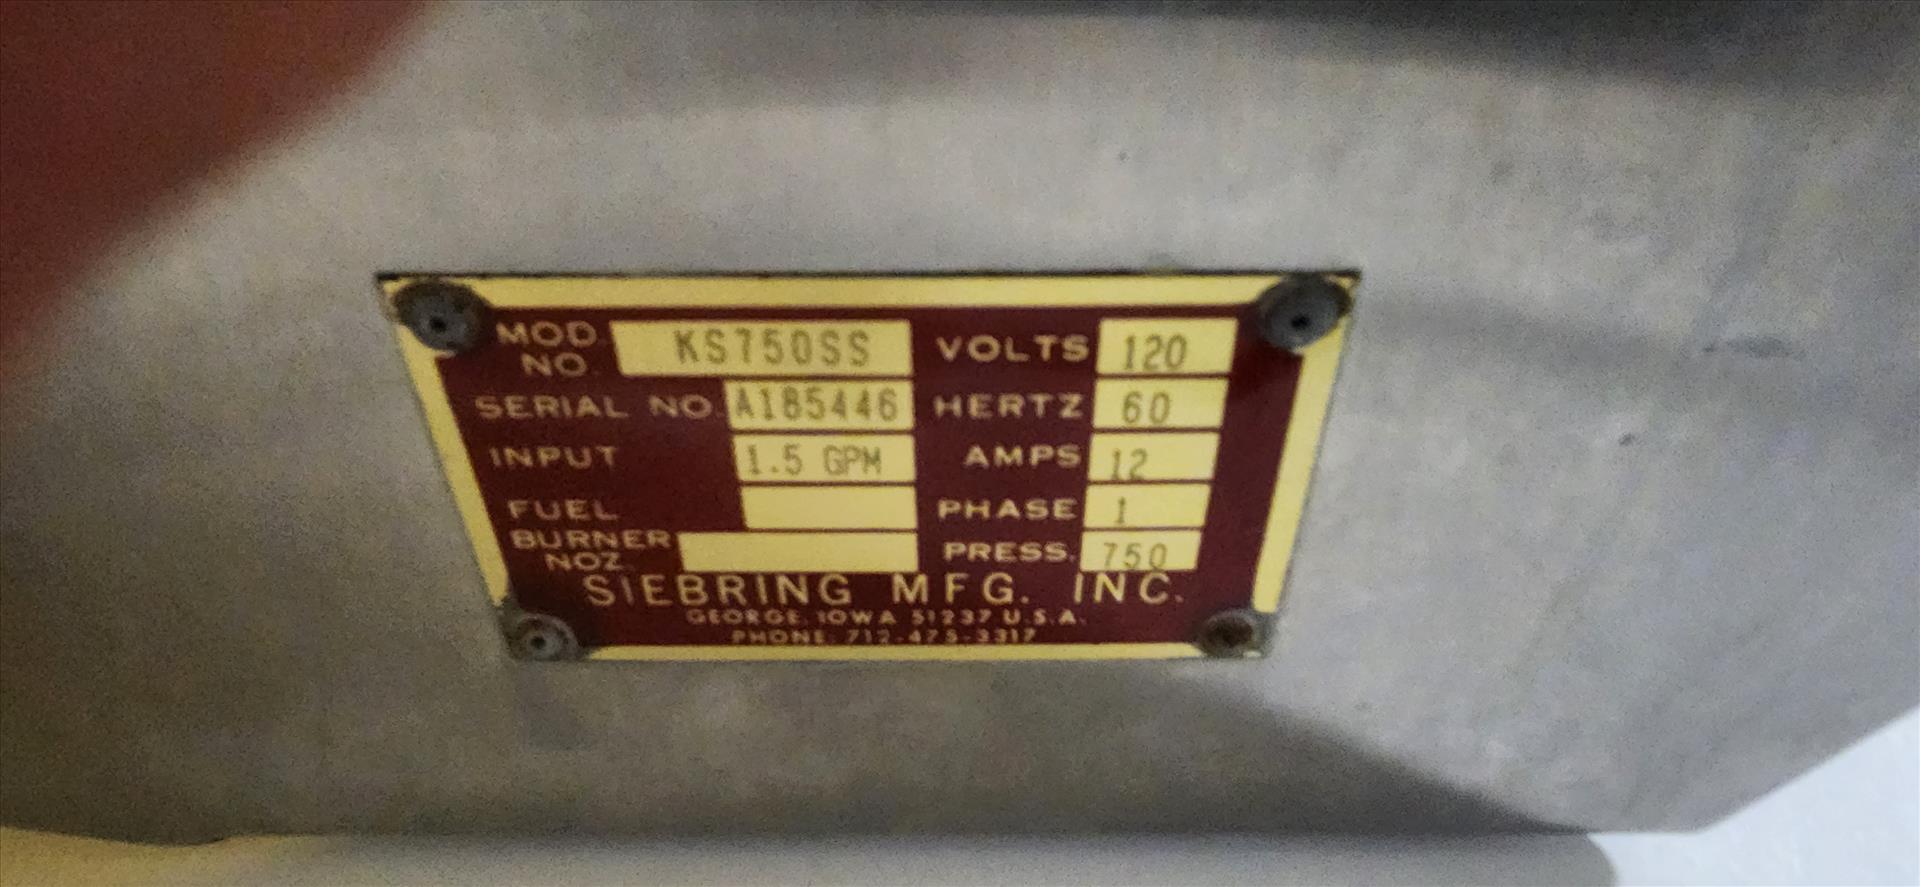 MOD. NO. KS750SS VOLTS 120
SERIAL NO. A185446 HERTZ 60
INPUT 1.5 GPM AMPS 12
FUEL PHASE 1
BURNER NOZ. PRESS. 750
SIEBRING MFG. INC.
GEORGE, IOWA 51237 U.S.A.
PHONE: 712-475-3317